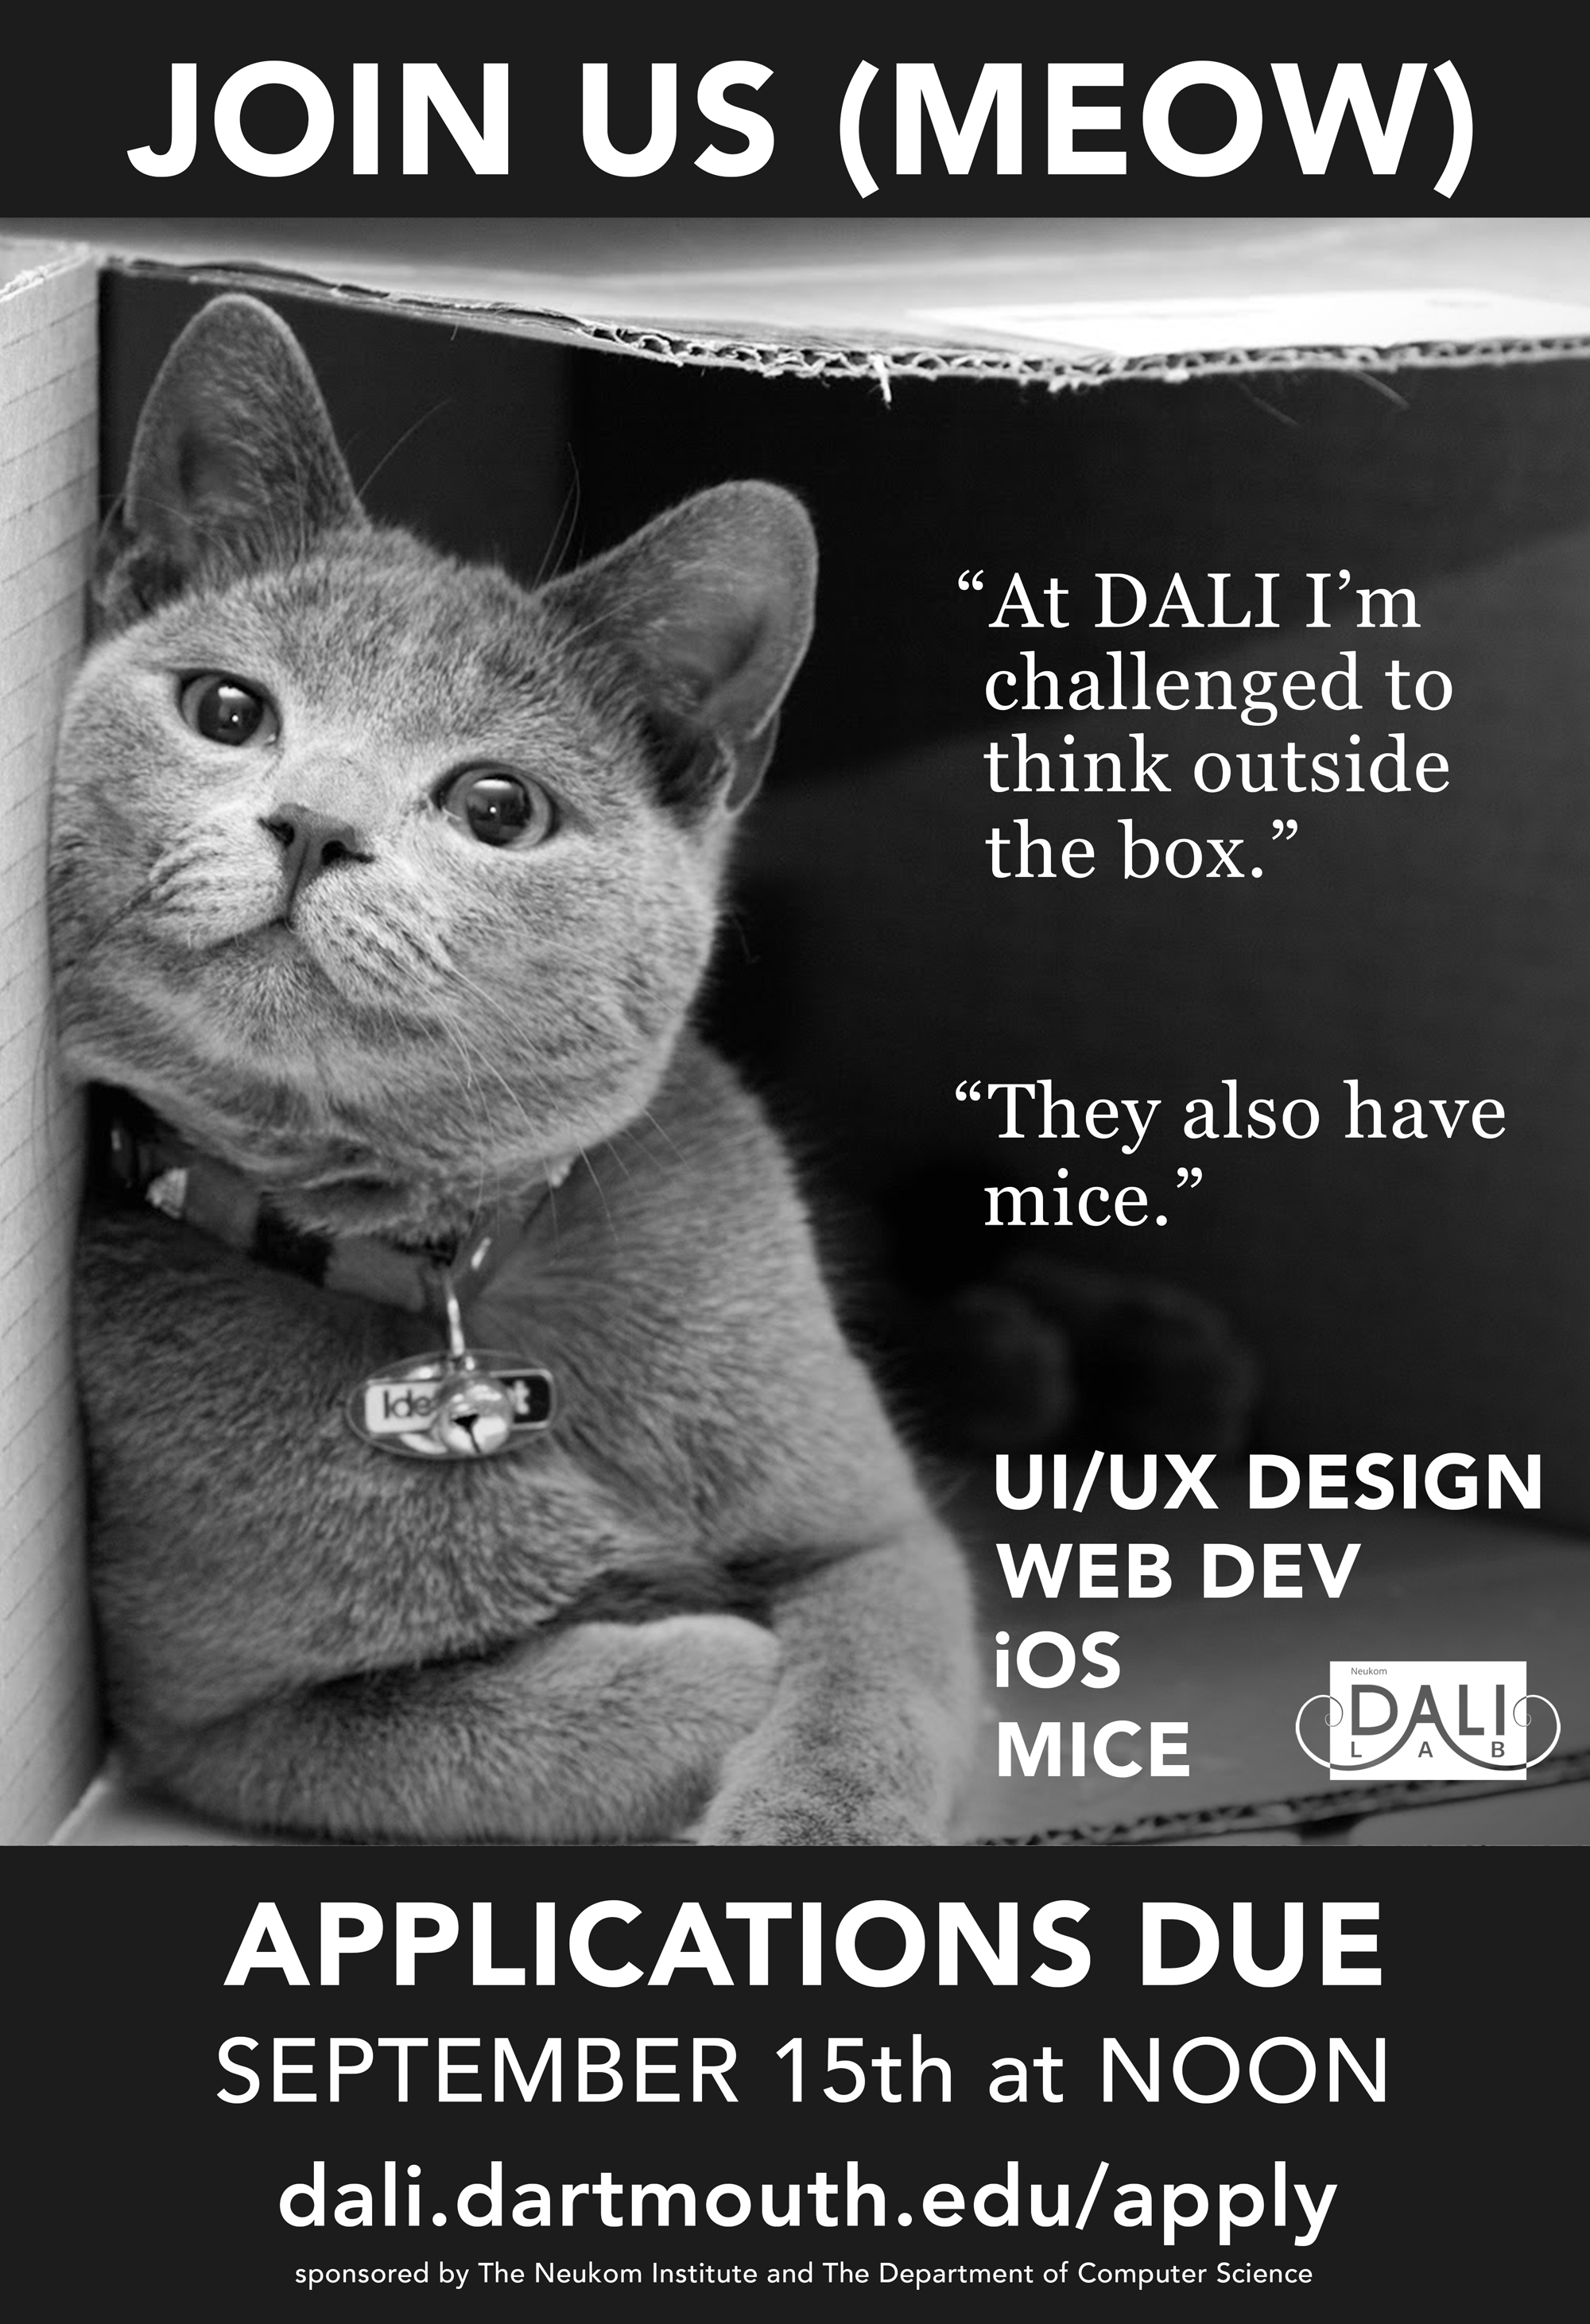 JOIN US (MEOW)
“At DALI I’m
challenged to
think outside
the box.”
“They also have
mice.”
UI/UX DESIGN
WEB DEV
iOS
MICE
Neukom
DALI
L A B
APPLICATIONS DUE
SEPTEMBER 15th at NOON
dali.dartmouth.edu/apply
sponsored by The Neukom Institute and The Department of Computer Science